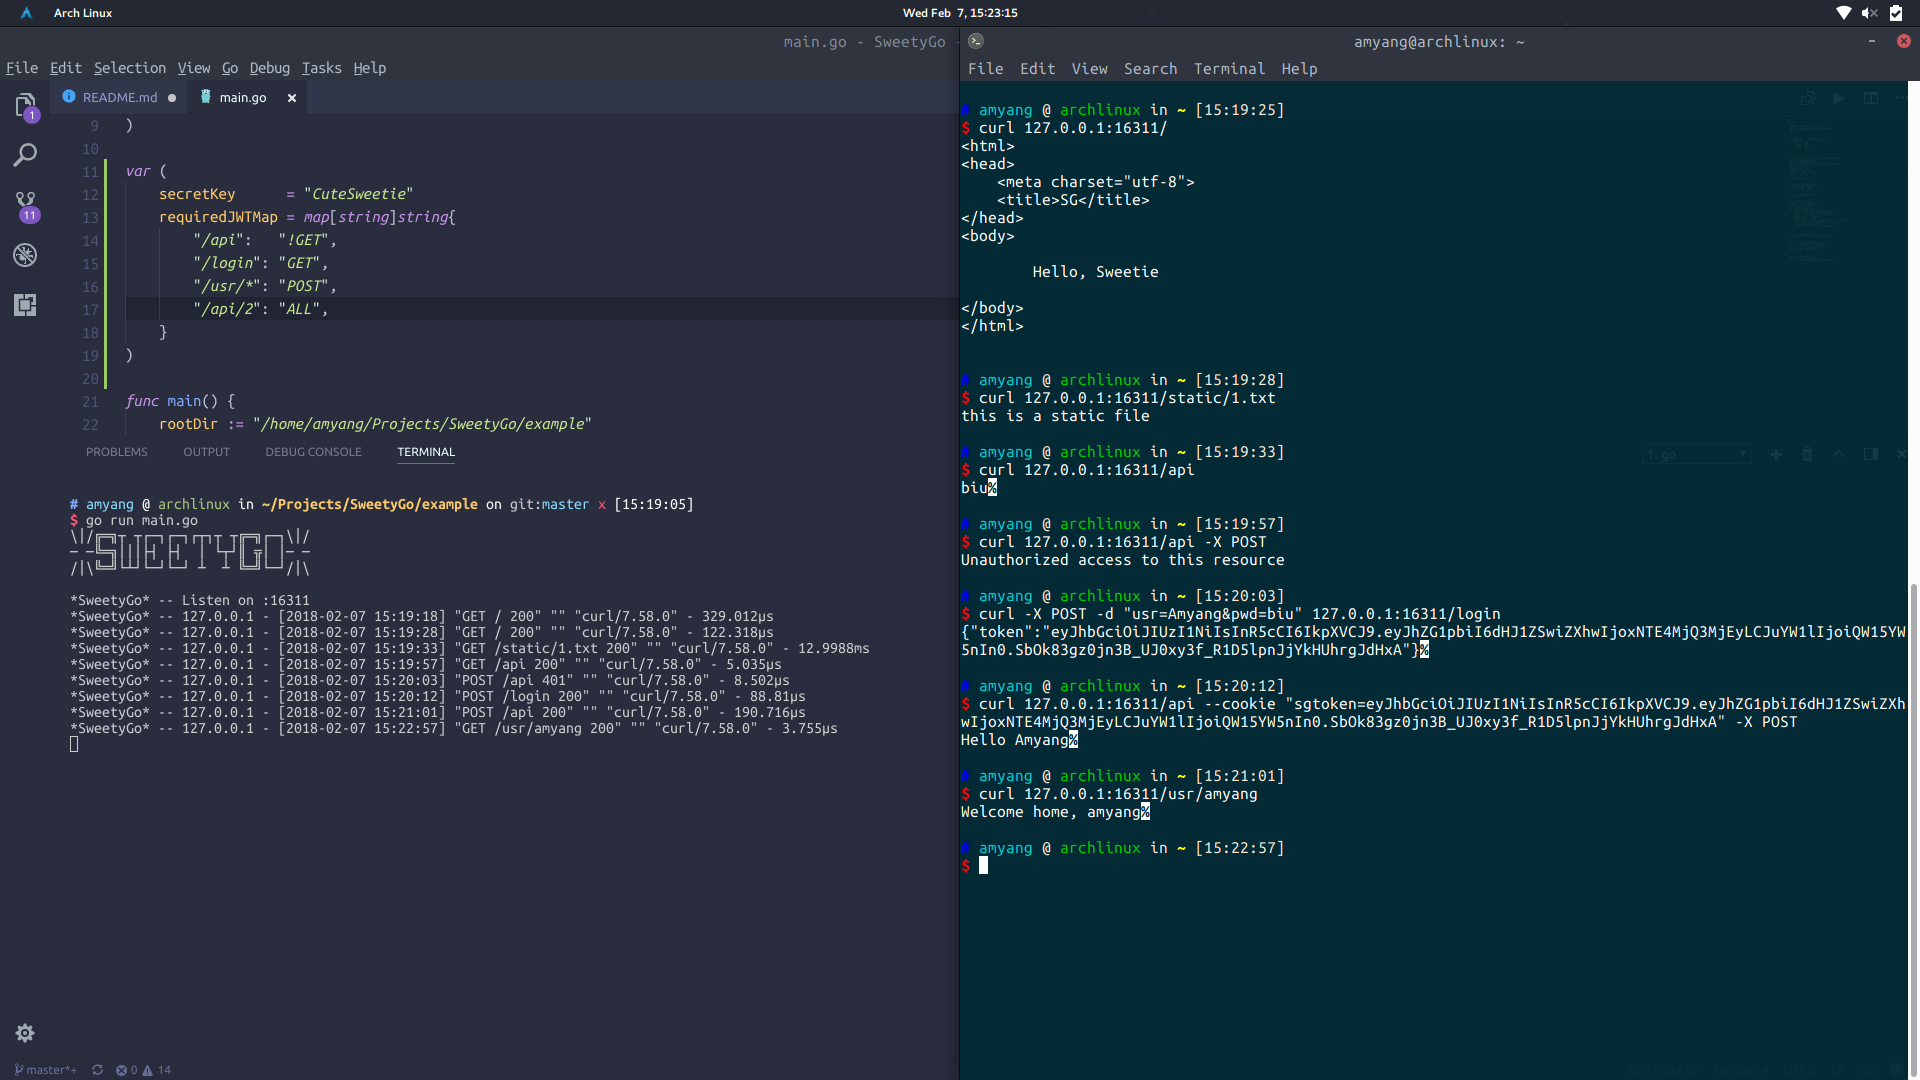 Arch Linux
Wed Feb 7, 15:23:15
main.go - SweetyGo -
File Edit Selection View Go Debug Tasks Help
README.md
main.go
1
11
9 )
10
11 var (
12 secretKey = "CuteSweetie"
13 requiredJWTMap = map[string]string{
14 "/api": "!GET",
15 "/login": "GET",
16 "/usr/*": "POST",
17 "/api/2": "ALL",
18 }
19 )
20
21 func main() {
22 rootDir := "/home/amyang/Projects/SweetyGo/example"
PROBLEMS OUTPUT DEBUG CONSOLE TERMINAL
1: go
# amyang @ archlinux in ~/Projects/SweetyGo/example on git:master x [15:19:05]
$ go run main.go
*SweetyGo* -- Listen on :16311
*SweetyGo* -- 127.0.0.1 - [2018-02-07 15:19:18] "GET / 200" "" "curl/7.58.0" - 329.012µs
*SweetyGo* -- 127.0.0.1 - [2018-02-07 15:19:28] "GET / 200" "" "curl/7.58.0" - 122.318µs
*SweetyGo* -- 127.0.0.1 - [2018-02-07 15:19:33] "GET /static/1.txt 200" "" "curl/7.58.0" - 12.9988ms
*SweetyGo* -- 127.0.0.1 - [2018-02-07 15:19:57] "GET /api 200" "" "curl/7.58.0" - 5.035µs
*SweetyGo* -- 127.0.0.1 - [2018-02-07 15:20:03] "POST /api 401" "" "curl/7.58.0" - 8.502µs
*SweetyGo* -- 127.0.0.1 - [2018-02-07 15:20:12] "POST /login 200" "" "curl/7.58.0" - 88.81µs
*SweetyGo* -- 127.0.0.1 - [2018-02-07 15:21:01] "POST /api 200" "" "curl/7.58.0" - 190.716µs
*SweetyGo* -- 127.0.0.1 - [2018-02-07 15:22:57] "GET /usr/amyang 200" "" "curl/7.58.0" - 3.755µs
master*+ 0 14
amyang@archlinux: ~
File Edit View Search Terminal Help
# amyang @ archlinux in ~ [15:19:25]
$ curl 127.0.0.1:16311/
<html>
<head>
<meta charset="utf-8">
<title>SG</title>
</head>
<body>
Hello, Sweetie
</body>
</html>
# amyang @ archlinux in ~ [15:19:28]
$ curl 127.0.0.1:16311/static/1.txt
this is a static file
# amyang @ archlinux in ~ [15:19:33]
$ curl 127.0.0.1:16311/api
biu%
# amyang @ archlinux in ~ [15:19:57]
$ curl 127.0.0.1:16311/api -X POST
Unauthorized access to this resource
# amyang @ archlinux in ~ [15:20:03]
$ curl -X POST -d "usr=Amyang&pwd=biu" 127.0.0.1:16311/login
{"token":"eyJhbGciOiJIUzI1NiIsInR5cCI6IkpXVCJ9.eyJhZG1pbiI6dHJ1ZSwiZXhwIjoxNTE4MjQ3MjEyLCJuYW1lIjoiQW15YW
5nIn0.SbOk83gz0jn3B_UJ0xy3f_R1D5lpnJjYkHUhrgJdHxA"}%
# amyang @ archlinux in ~ [15:20:12]
$ curl 127.0.0.1:16311/api --cookie "sgtoken=eyJhbGciOiJIUzI1NiIsInR5cCI6IkpXVCJ9.eyJhZG1pbiI6dHJ1ZSwiZXh
wIjoxNTE4MjQ3MjEyLCJuYW1lIjoiQW15YW5nIn0.SbOk83gz0jn3B_UJ0xy3f_R1D5lpnJjYkHUhrgJdHxA" -X POST
Hello Amyang%
# amyang @ archlinux in ~ [15:21:01]
$ curl 127.0.0.1:16311/usr/amyang
Welcome home, amyang%
# amyang @ archlinux in ~ [15:22:57]
$